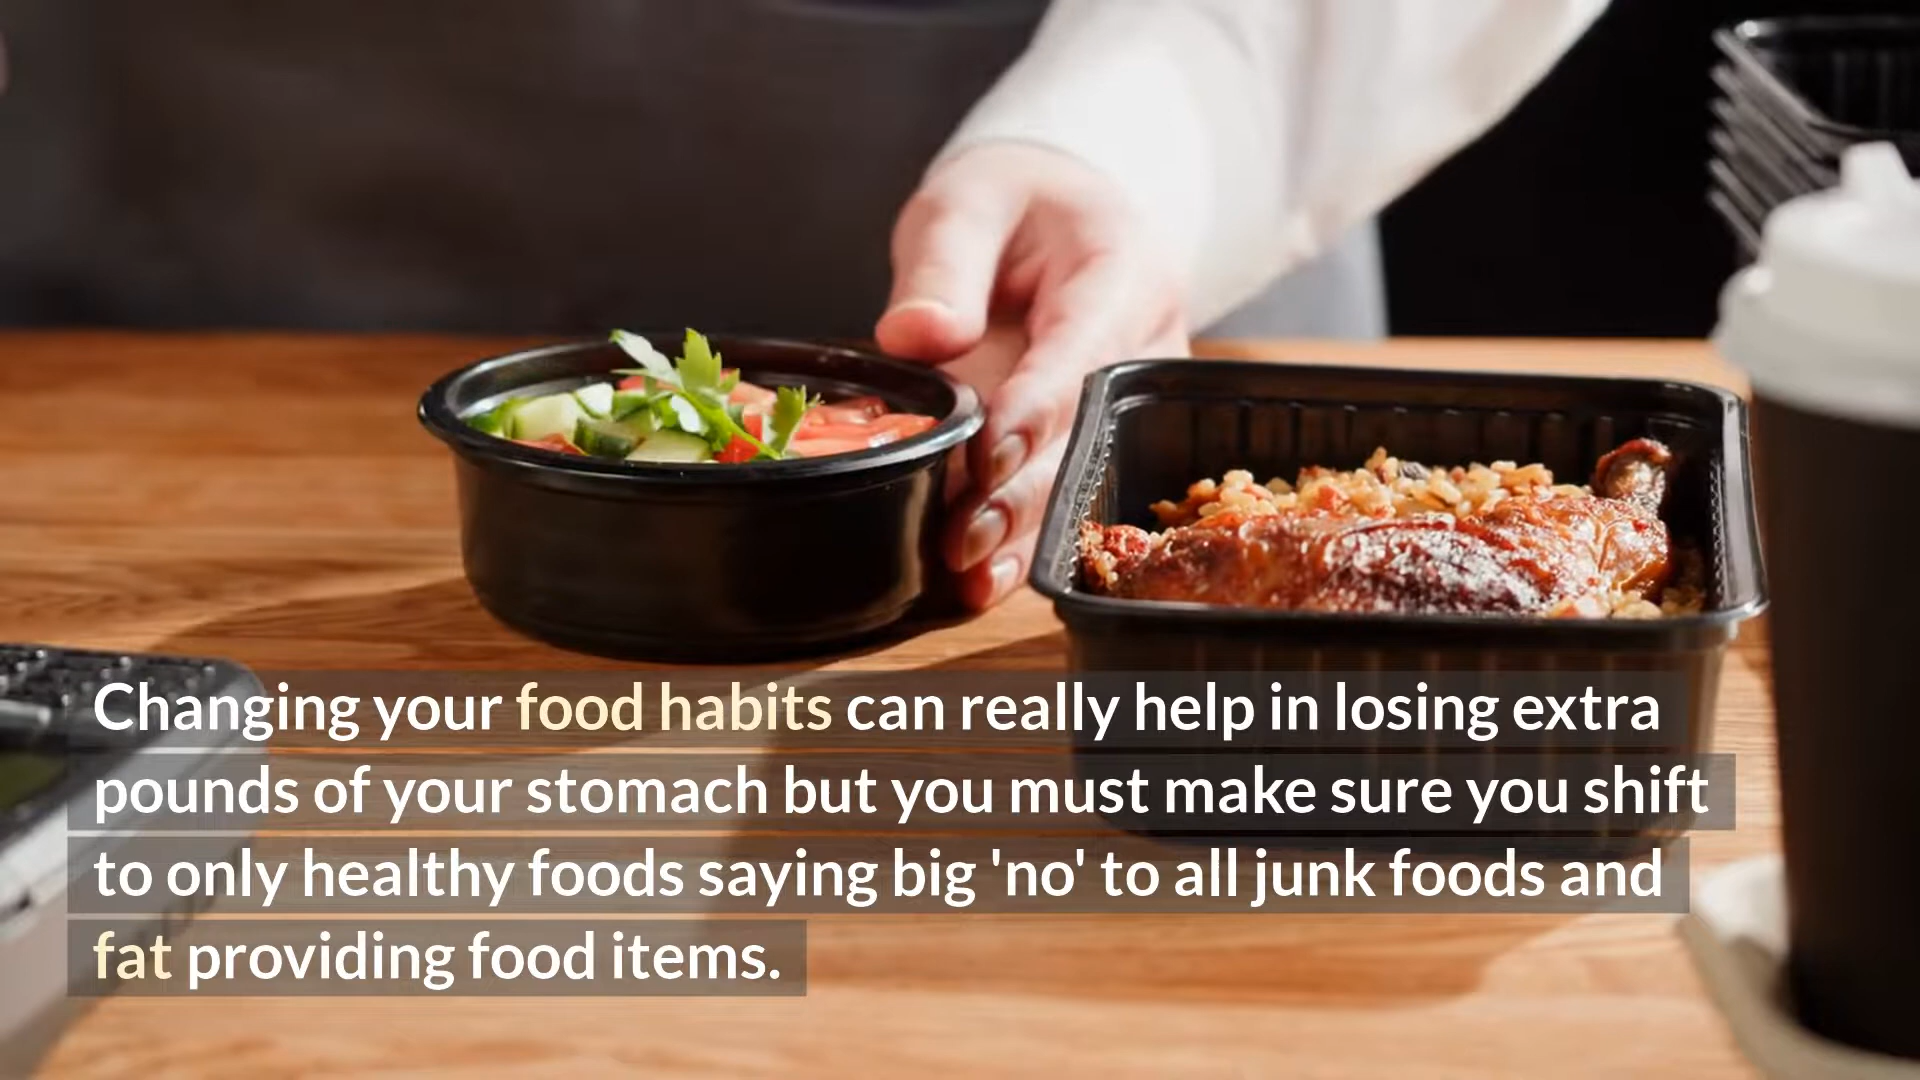 Changing your food habits can really help in losing extra
pounds of your stomach but you must make sure you shift
to only healthy foods saying big 'no' to all junk foods and
fat providing food items.